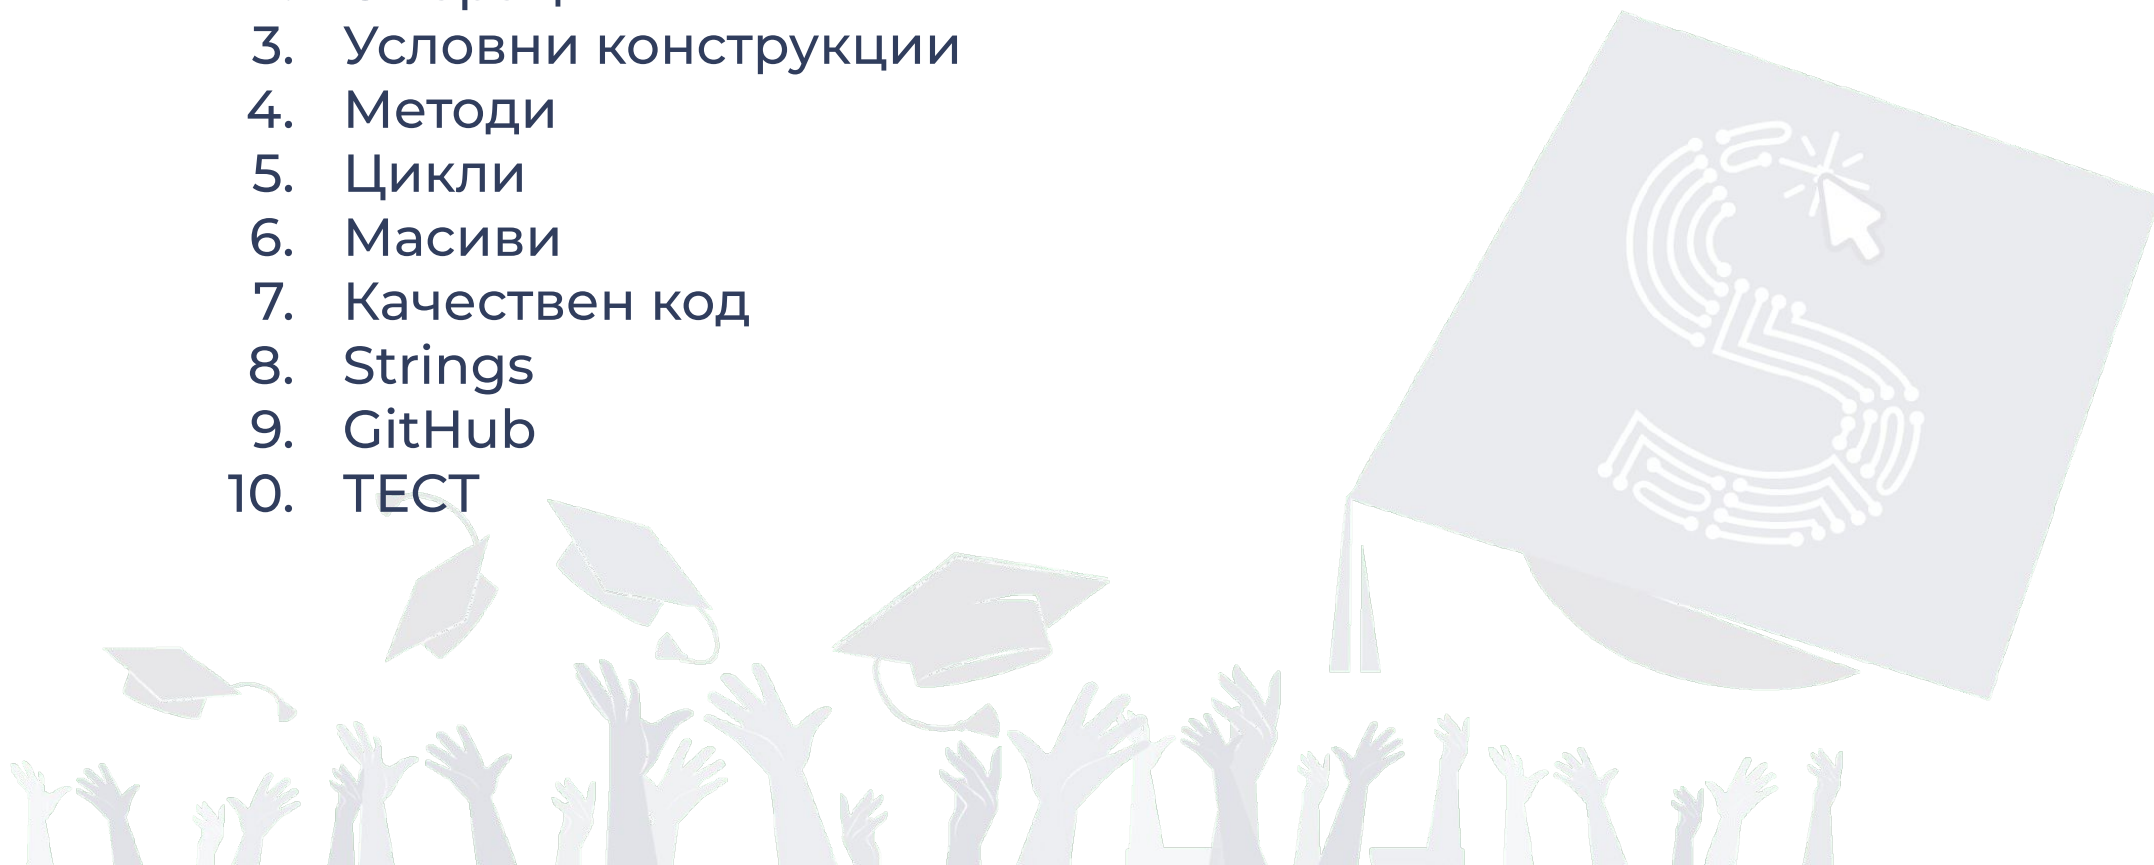 3. Условни конструкции
4. Методи
5. Цикли
6. Масиви
7. Качествен код
8. Strings
9. GitHub
10. ТЕСТ